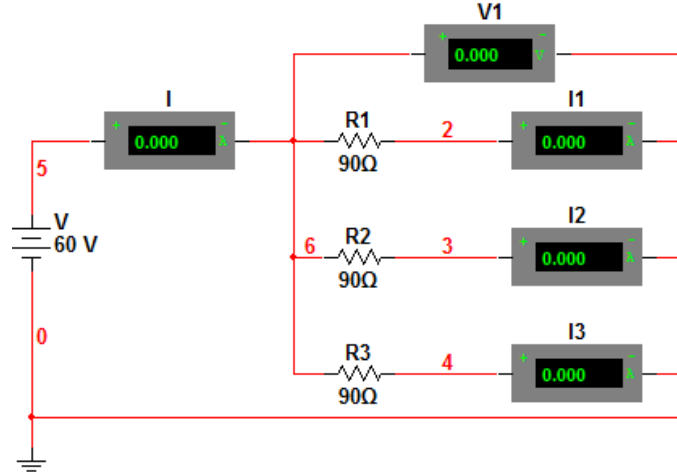 V1
+ 0.000 - V
I
+ 0.000 - A
R1
90Ω
2
I1
+ 0.000 - A
5
V
60 V
6
R2
90Ω
3
I2
+ 0.000 - A
0
R3
90Ω
4
I3
+ 0.000 - A